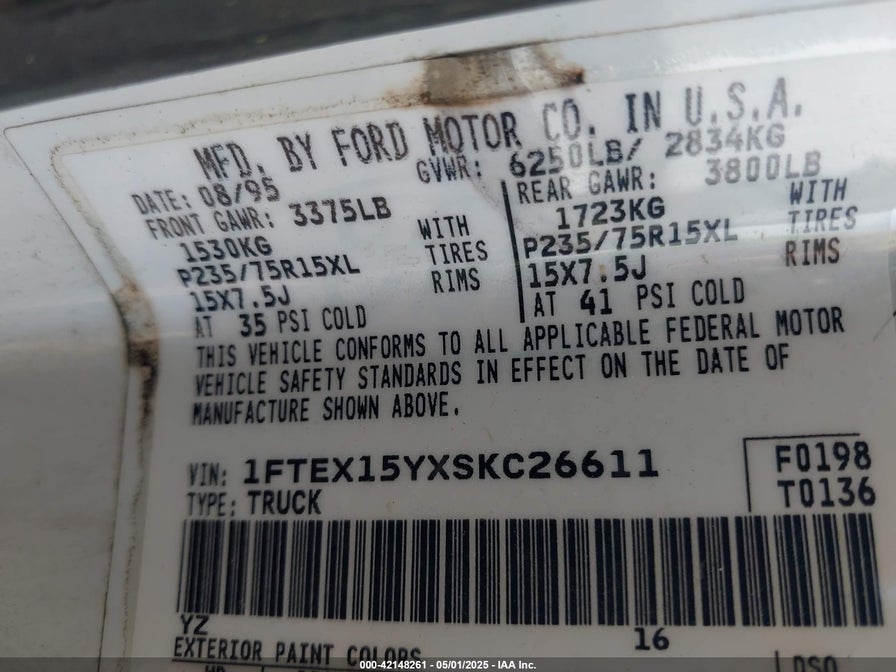 MFD. BY FORD MOTOR CO. IN U.S.A.
DATE: 08/95 GVWR: 6250LB/ 2834KG
FRONT GAWR: 3375LB
1530KG WITH
P235/75R15XL TIRES
15X7.5J RIMS
AT 35 PSI COLD
REAR GAWR: 3800LB
1723KG WITH
P235/75R15XL TIRES
15X7.5J RIMS
AT 41 PSI COLD
THIS VEHICLE CONFORMS TO ALL APPLICABLE FEDERAL MOTOR
VEHICLE SAFETY STANDARDS IN EFFECT ON THE DATE OF
MANUFACTURE SHOWN ABOVE.
VIN: 1FTEX15YXSKC26611
TYPE: TRUCK
F0198
T0136
YZ 16
EXTERIOR PAINT COLORS DSO
000-42148261 - 05/01/2025 - IAA Inc.